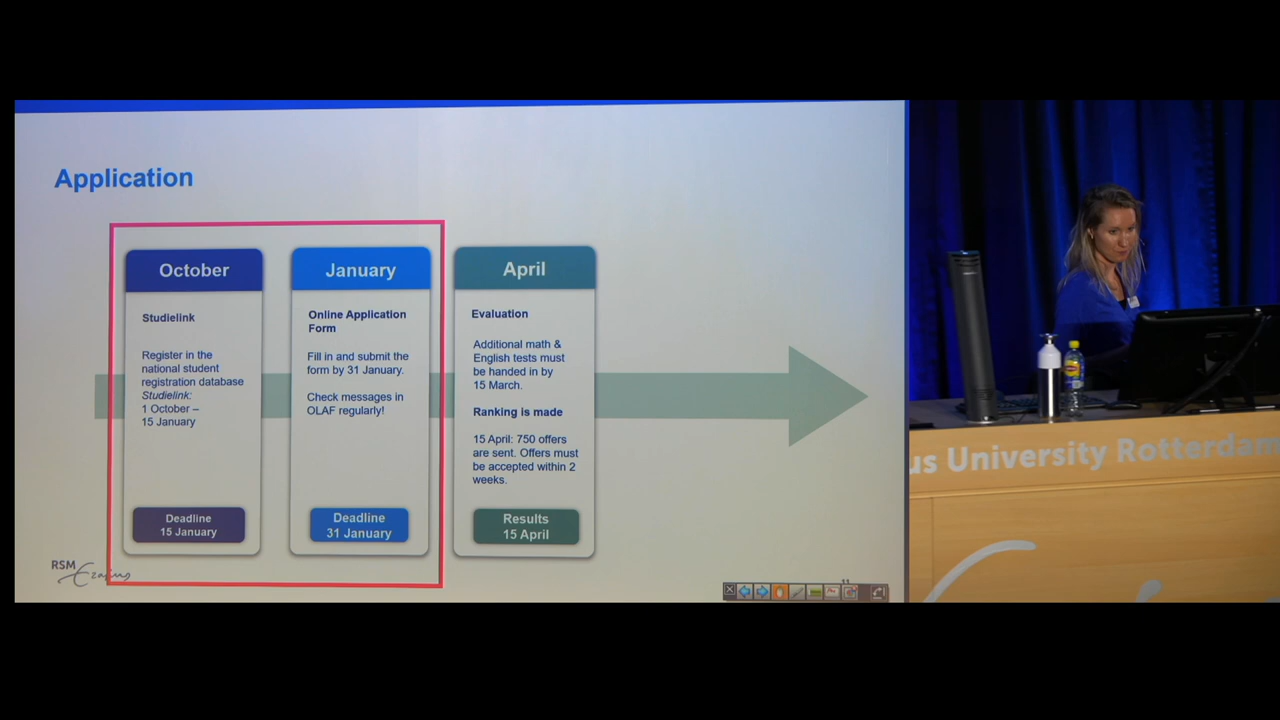 Application
October
Studielink
Register in the
national student
registration database
Studielink:
1 October –
15 January
Deadline
15 January
January
Online Application
Form
Fill in and submit the
form by 31 January.
Check messages in
OLAF regularly!
Deadline
31 January
April
Evaluation
Additional math &
English tests must
be handed in by
15 March.
Ranking is made
15 April: 750 offers
are sent. Offers must
be accepted within 2
weeks.
Results
15 April
RSM
Erasmus
us University Rotterdam